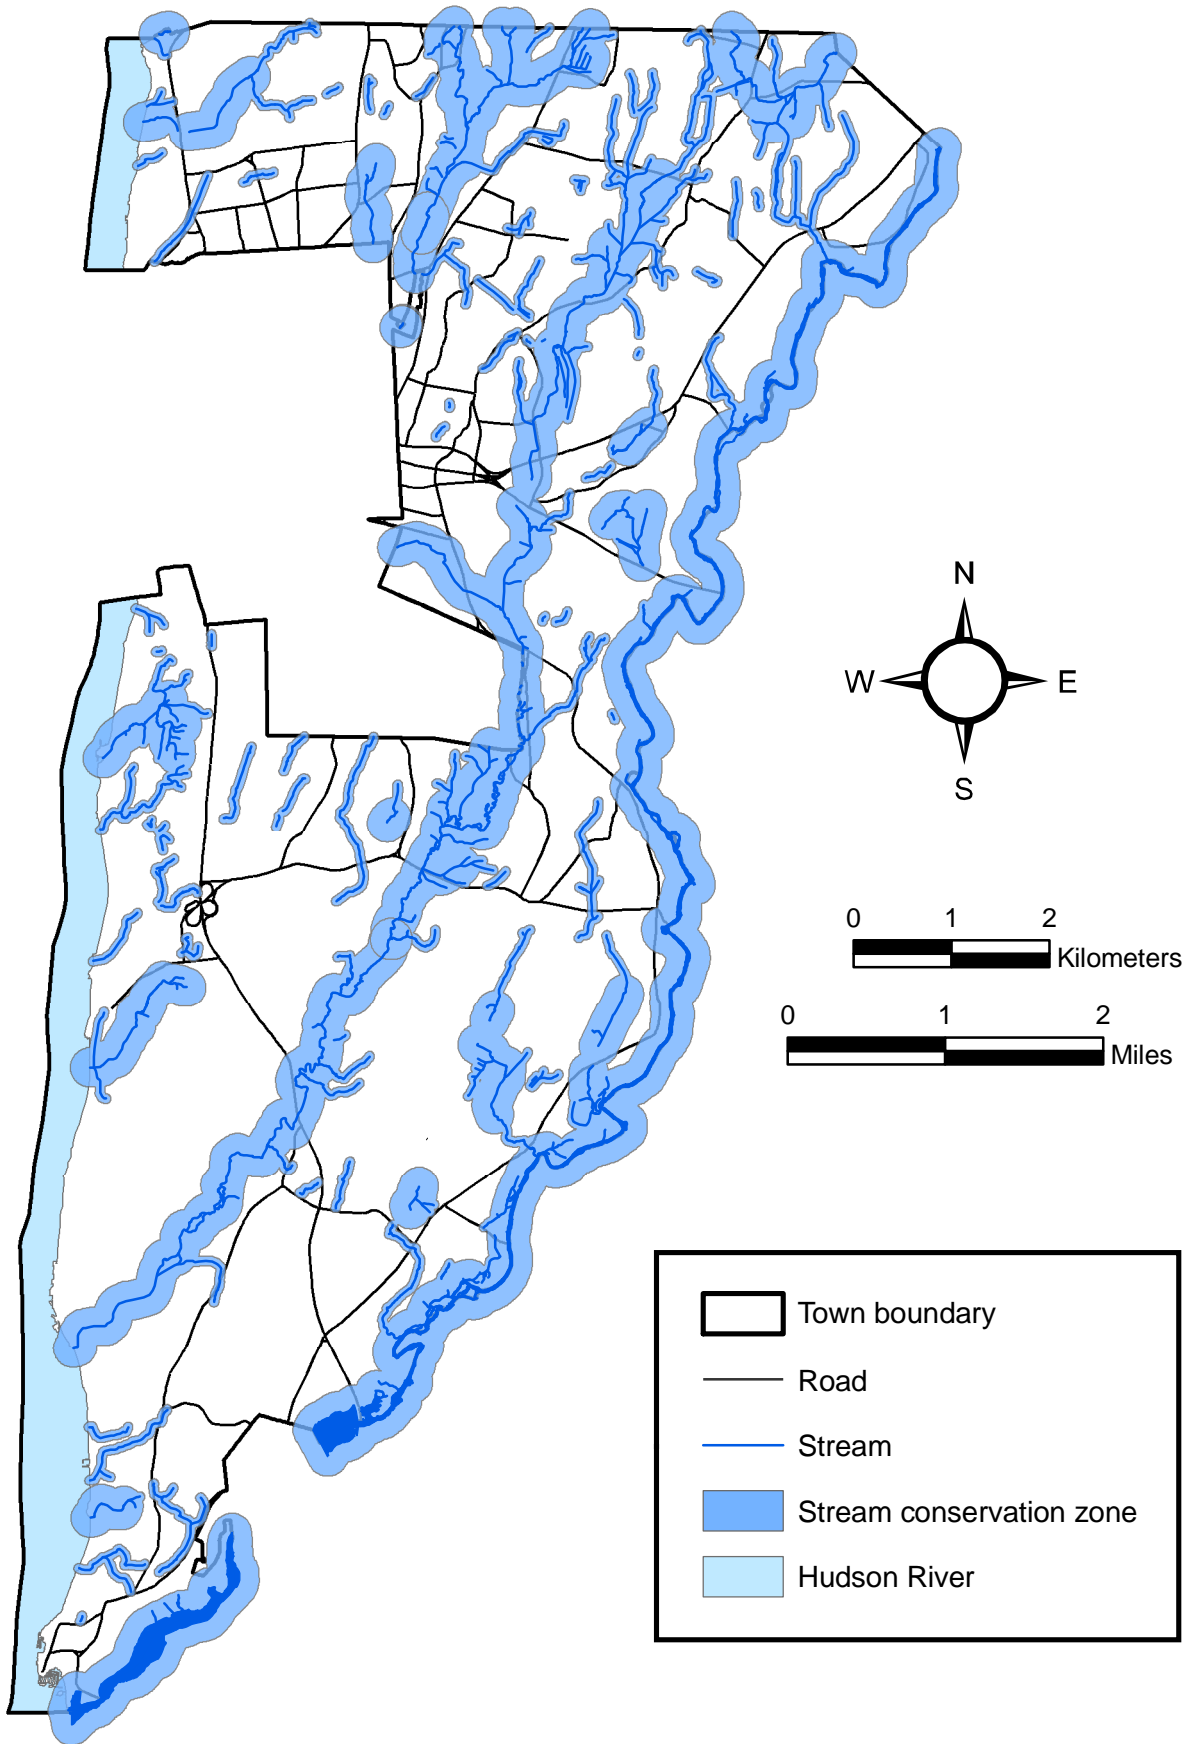 N
W
E
S
0 1 2
Kilometers
0 1 2
Miles
Town boundary
Road
Stream
Stream conservation zone
Hudson River